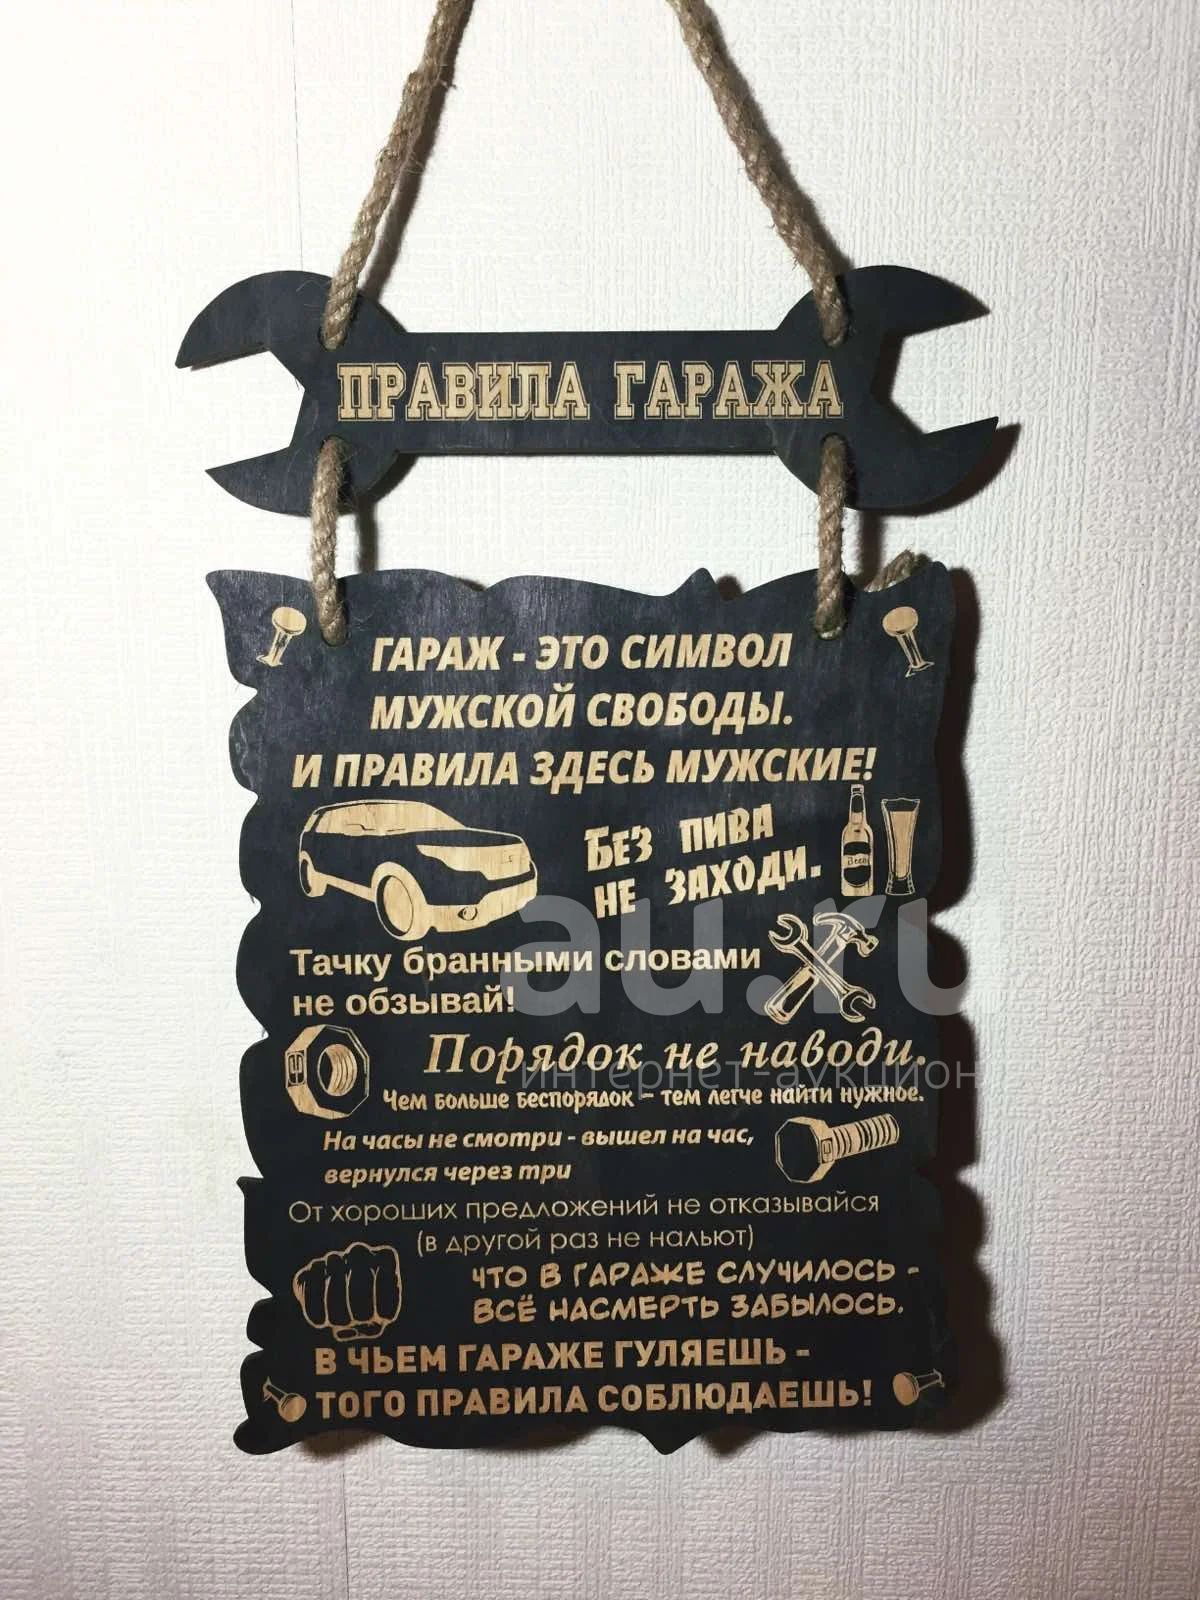 ПРАВИЛА ГАРАЖА
ГАРАЖ - ЭТО СИМВОЛ
МУЖСКОЙ СВОБОДЫ.
И ПРАВИЛА ЗДЕСЬ МУЖСКИЕ!
БЕЗ ПИВА
НЕ ЗАХОДИ.
Beer
au.ru
Тачку бранными словами
не обзывай!
Порядок не наводи.
интернет-аукцион
Чем больше беспорядок - тем легче найти нужное.
На часы не смотри - вышел на час,
вернулся через три
От хороших предложений не отказывайся
(в другой раз не нальют)
ЧТО В ГАРАЖЕ СЛУЧИЛОСЬ -
ВСЁ НАСМЕРТЬ ЗАБЫЛОСЬ.
В ЧЬЕМ ГАРАЖЕ ГУЛЯЕШЬ -
ТОГО ПРАВИЛА СОБЛЮДАЕШЬ!